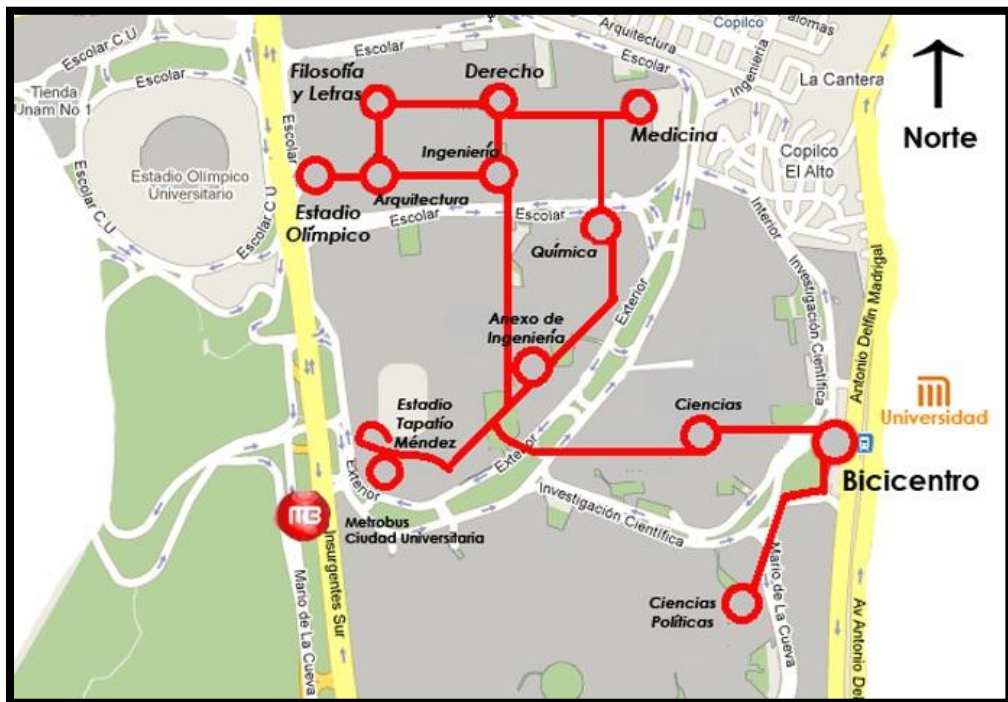 Escolar C.U
Tienda
Unam No 1
Escolar
Escolar
Estadio Olímpico
Universitario
Escolar C.U
Escolar C U
Escolar
Escolar
Filosofía
y Letras
Derecho
Medicina
Ingeniería
Arquitectura
Estadio
Olímpico
Escolar
Escolar
Química
Arquitectura
Escolar
Copilco
Palomas
Ingeniería
La Cantera
Copilco
El Alto
Norte
Interior
Investigación Científica
Antonio Delfín Madrigal
Exterior
Anexo de
Ingeniería
Estadio
Tapatío
Méndez
Exterior
Exterior
Ciencias
Universidad
Bicicentro
Investigación Científica
MB
Metrobus
Ciudad Universitaria
Insurgentes Sur
Mario de La Cueva
Ciencias
Políticas
Mario de La Cueva
Av Antonio Del